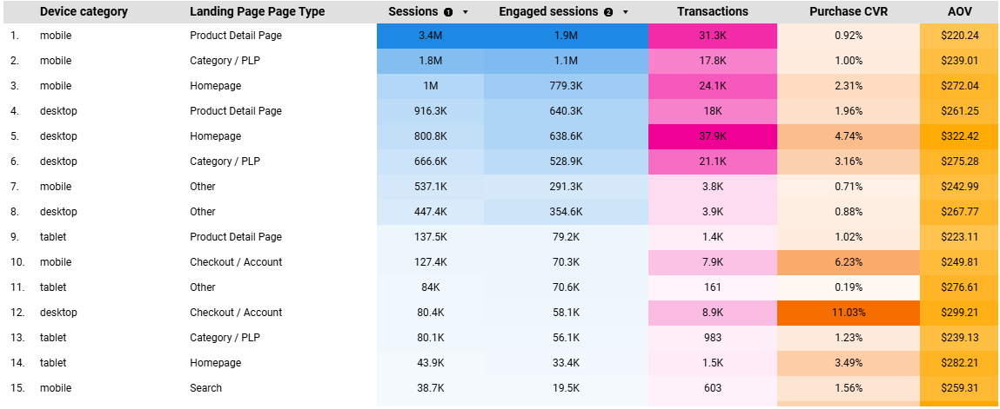 Device category Landing Page Page Type Sessions 1 Engaged sessions 2 Transactions Purchase CVR AOV
1. mobile Product Detail Page 3.4M 1.9M 31.3K 0.92% $220.24
2. mobile Category / PLP 1.8M 1.1M 17.8K 1.00% $239.01
3. mobile Homepage 1M 779.3K 24.1K 2.31% $272.04
4. desktop Product Detail Page 916.3K 640.3K 18K 1.96% $261.25
5. desktop Homepage 800.8K 638.6K 37.9K 4.74% $322.42
6. desktop Category / PLP 666.6K 528.9K 21.1K 3.16% $275.28
7. mobile Other 537.1K 291.3K 3.8K 0.71% $242.99
8. desktop Other 447.4K 354.6K 3.9K 0.88% $267.77
9. tablet Product Detail Page 137.5K 79.2K 1.4K 1.02% $223.11
10. mobile Checkout / Account 127.4K 70.3K 7.9K 6.23% $249.81
11. tablet Other 84K 70.6K 161 0.19% $276.61
12. desktop Checkout / Account 80.4K 58.1K 8.9K 11.03% $299.21
13. tablet Category / PLP 80.1K 56.1K 983 1.23% $239.13
14. tablet Homepage 43.9K 33.4K 1.5K 3.49% $282.21
15. mobile Search 38.7K 19.5K 603 1.56% $259.31